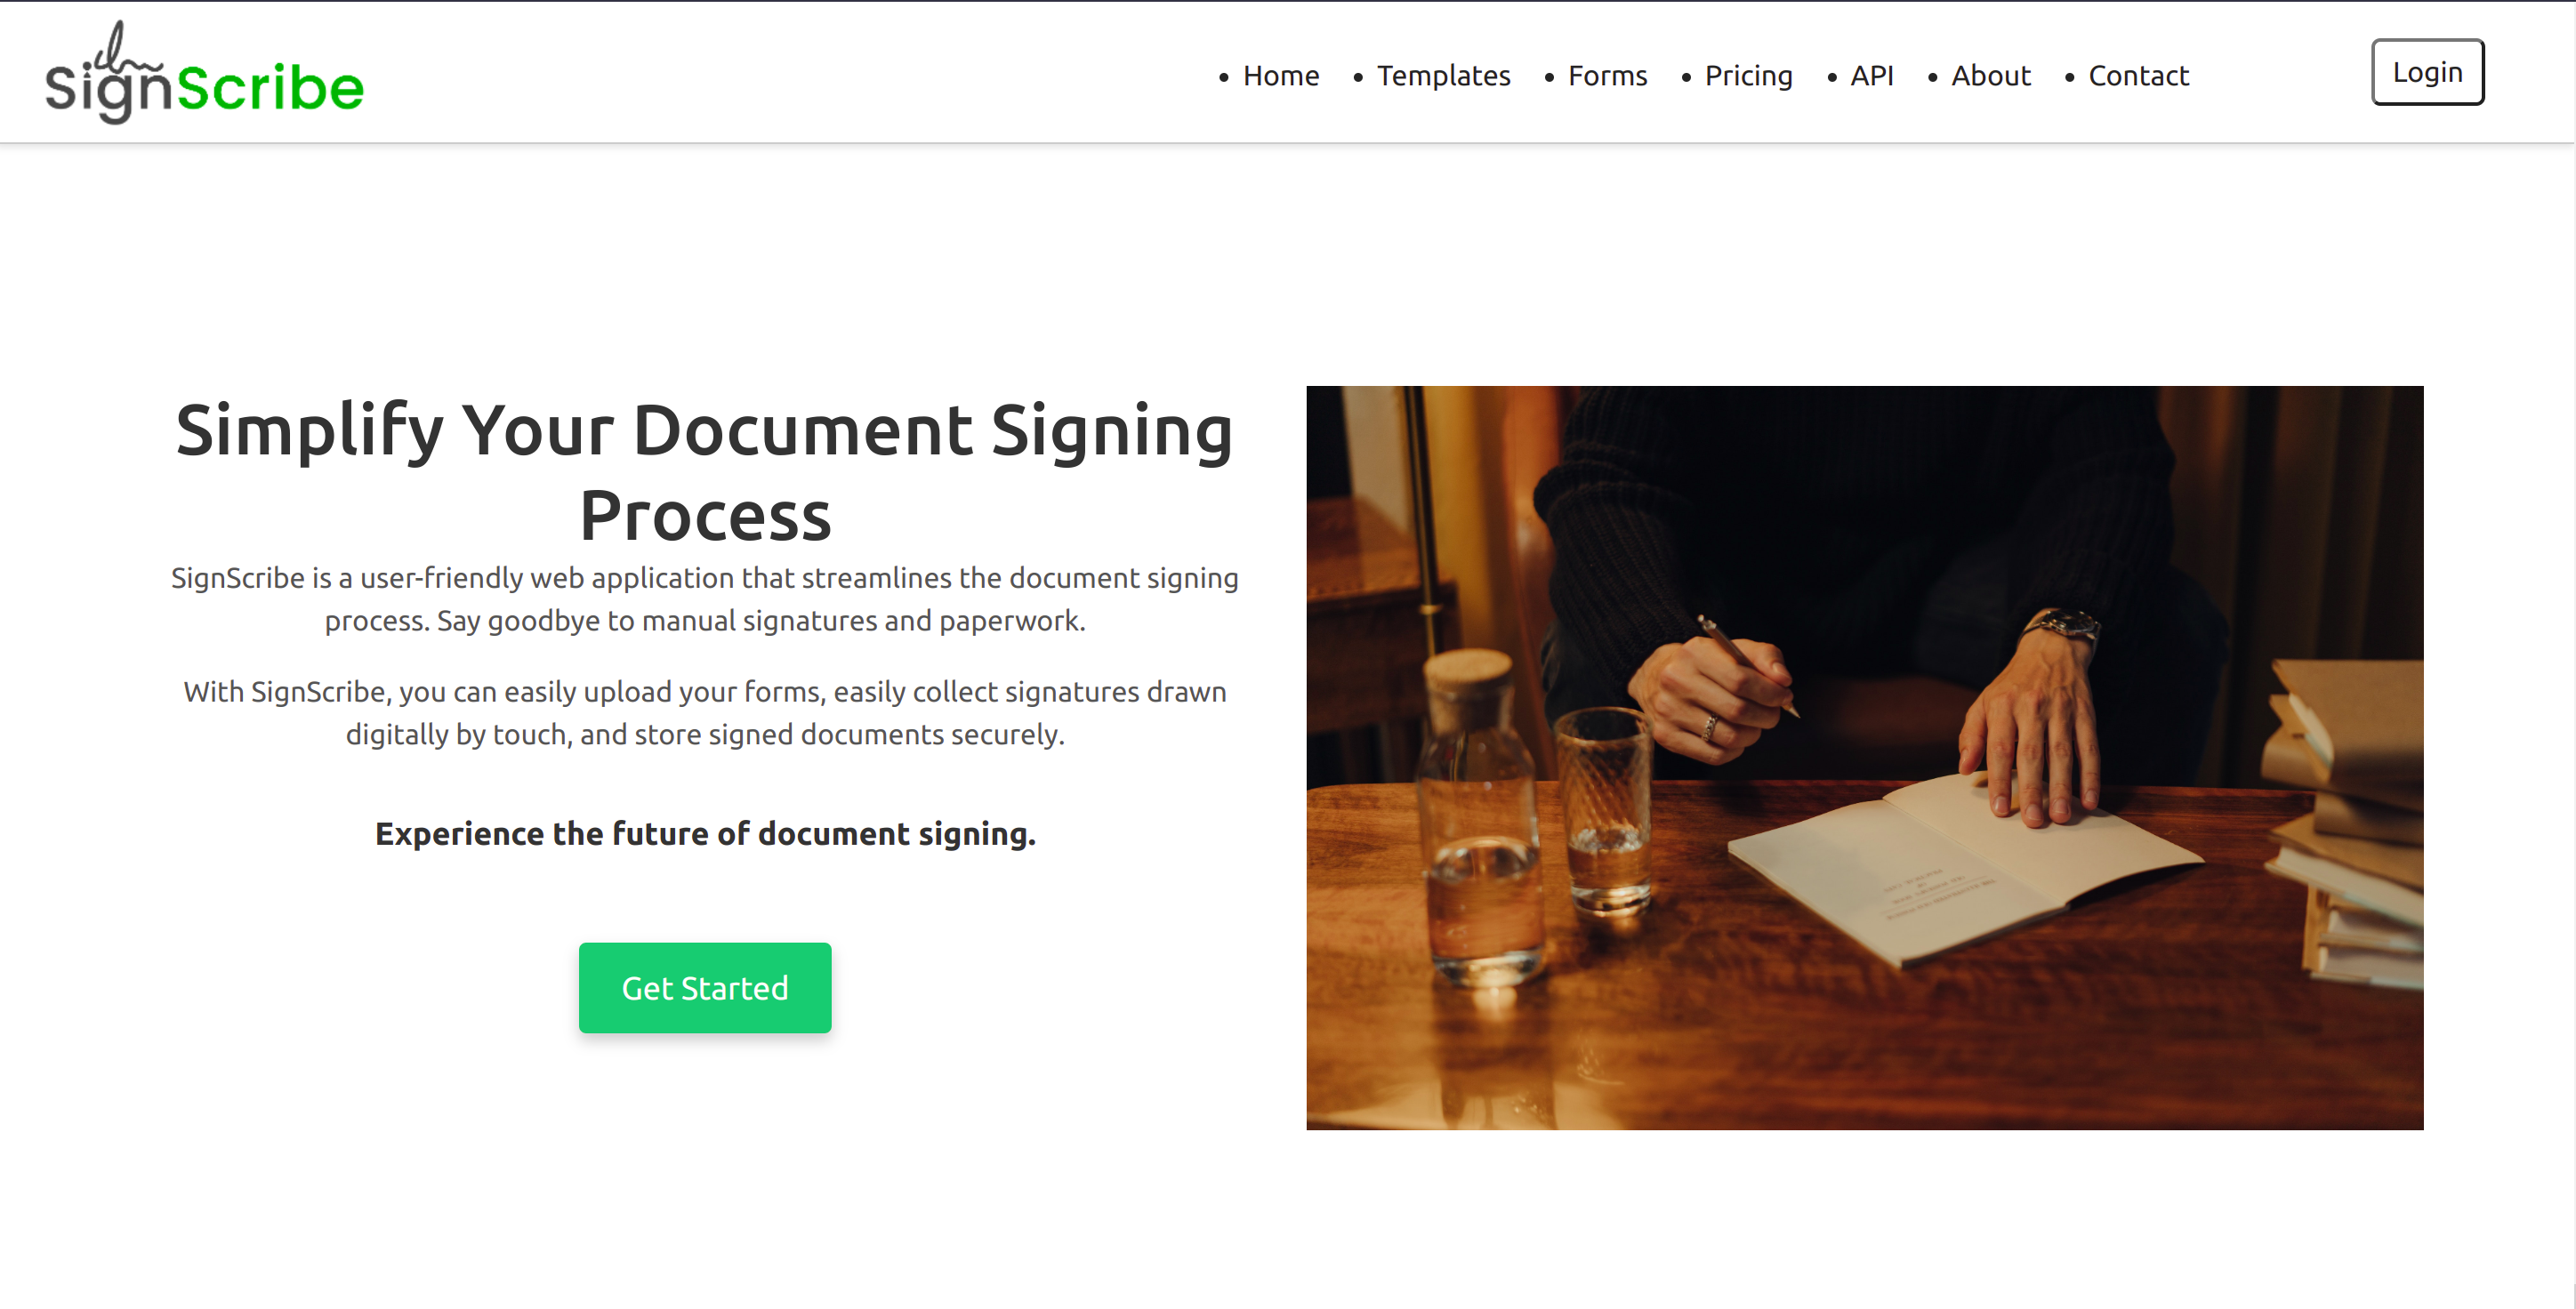 SignScribe
Home
Templates
Forms
Pricing
API
About
Contact
Login
Simplify Your Document Signing
Process
SignScribe is a user-friendly web application that streamlines the document signing
process. Say goodbye to manual signatures and paperwork.
With SignScribe, you can easily upload your forms, easily collect signatures drawn
digitally by touch, and store signed documents securely.
Experience the future of document signing.
Get Started